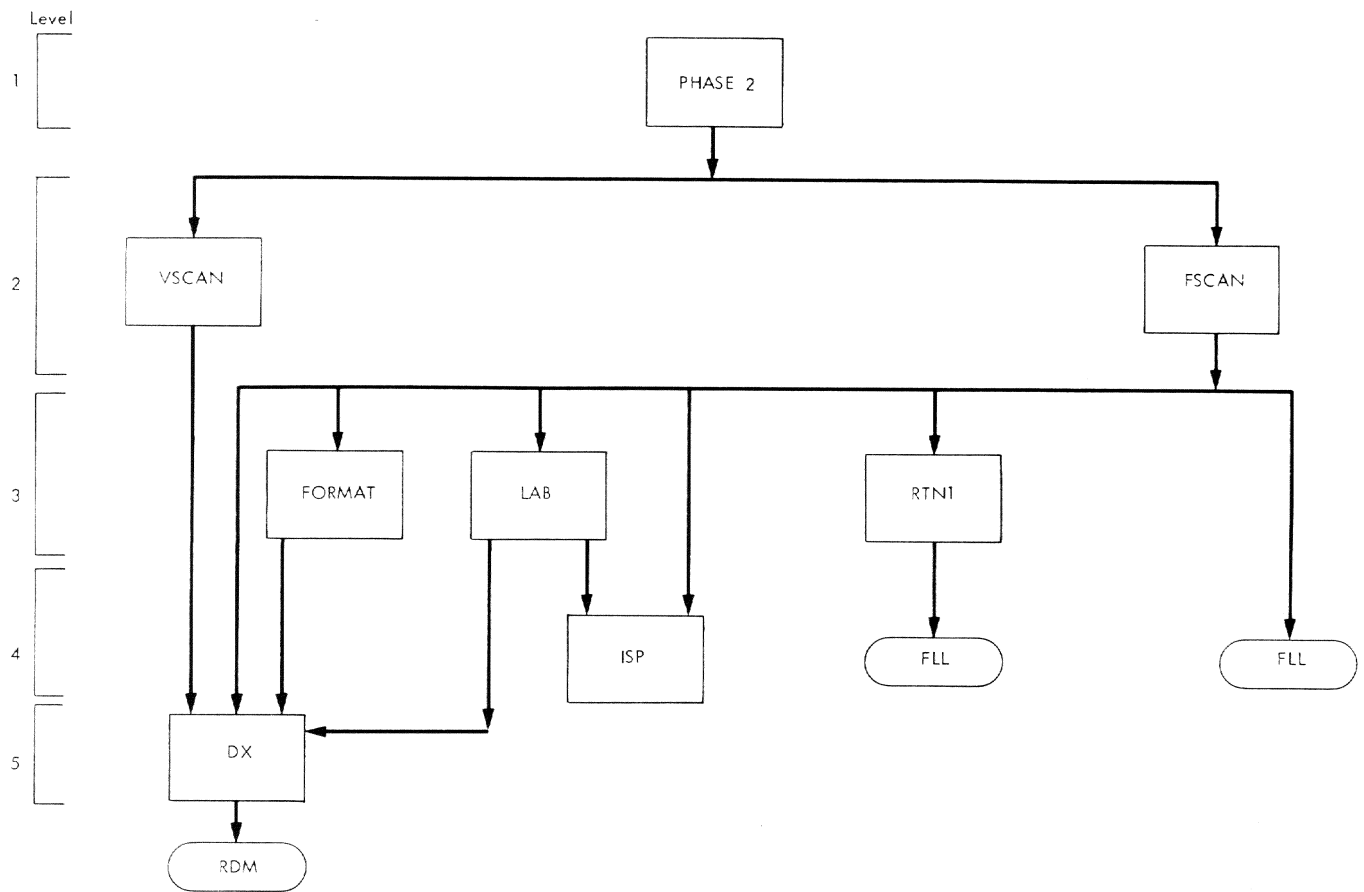 Level
1
PHASE 2
2
VSCAN
FSCAN
3
FORMAT
LAB
RTN1
4
ISP
FLL
FLL
5
DX
RDM